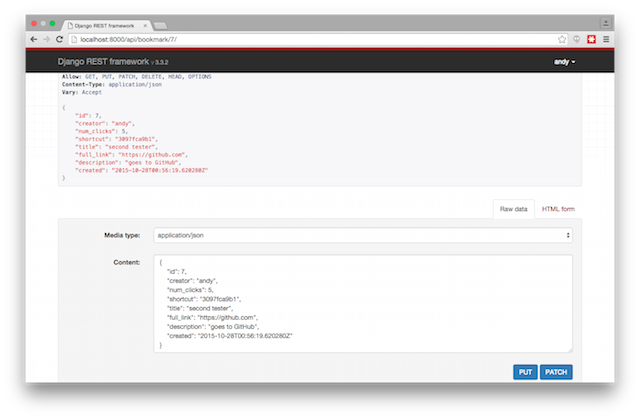 Django REST framework
localhost:8000/api/bookmark/7/
Django REST framework v 3.3.2
andy
Allow: GET, PUT, PATCH, DELETE, HEAD, OPTIONS
Content-Type: application/json
Vary: Accept
{
"id": 7,
"creator": "andy",
"num_clicks": 5,
"shortcut": "3097fca9b1",
"title": "second tester",
"full_link": "https://github.com",
"description": "goes to GitHub",
"created": "2015-10-28T00:56:19.620280Z"
}
Raw data HTML form
Media type: application/json
Content: {
"id": 7,
"creator": "andy",
"num_clicks": 5,
"shortcut": "3097fca9b1",
"title": "second tester",
"full_link": "https://github.com",
"description": "goes to GitHub",
"created": "2015-10-28T00:56:19.620280Z"
}
PUT PATCH